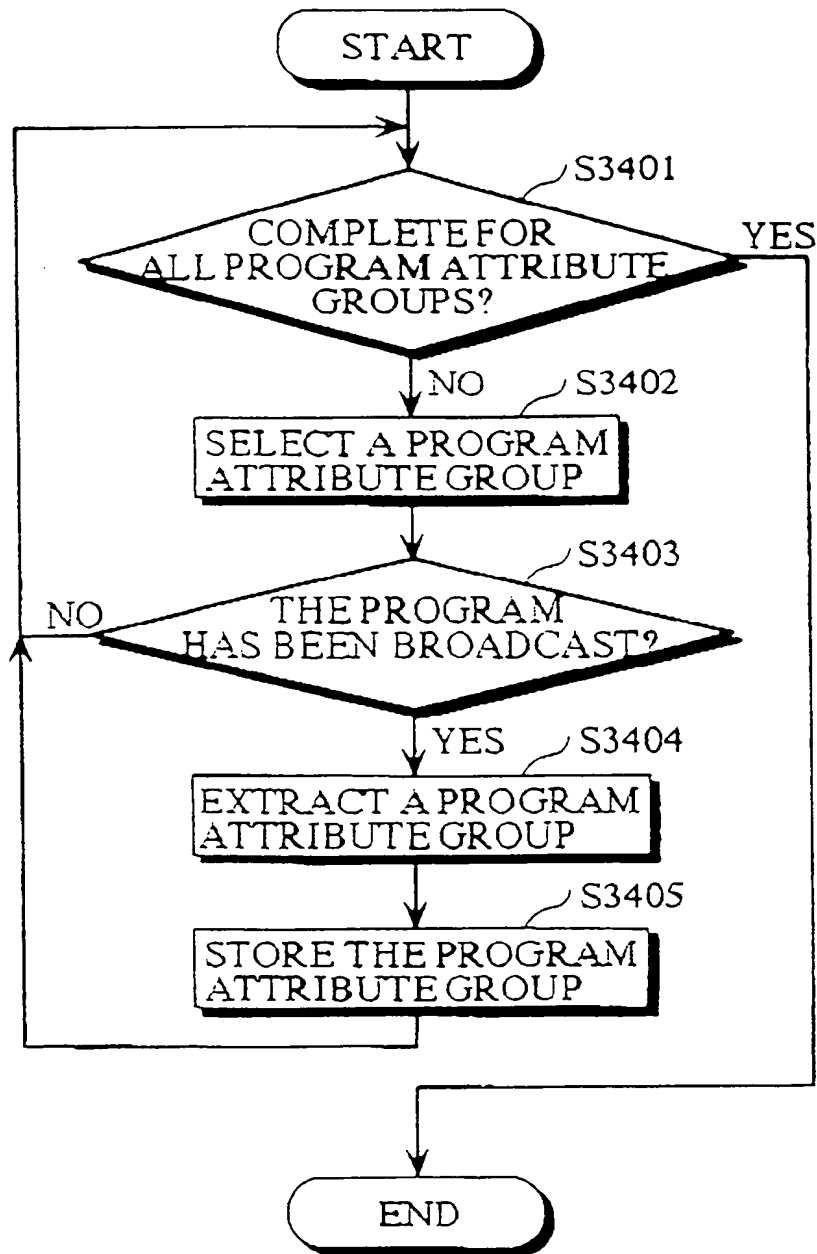 START
S3401
COMPLETE FOR
ALL PROGRAM ATTRIBUTE
GROUPS?
YES
NO
S3402
SELECT A PROGRAM
ATTRIBUTE GROUP
S3403
THE PROGRAM
HAS BEEN BROADCAST?
NO
YES
S3404
EXTRACT A PROGRAM
ATTRIBUTE GROUP
S3405
STORE THE PROGRAM
ATTRIBUTE GROUP
END